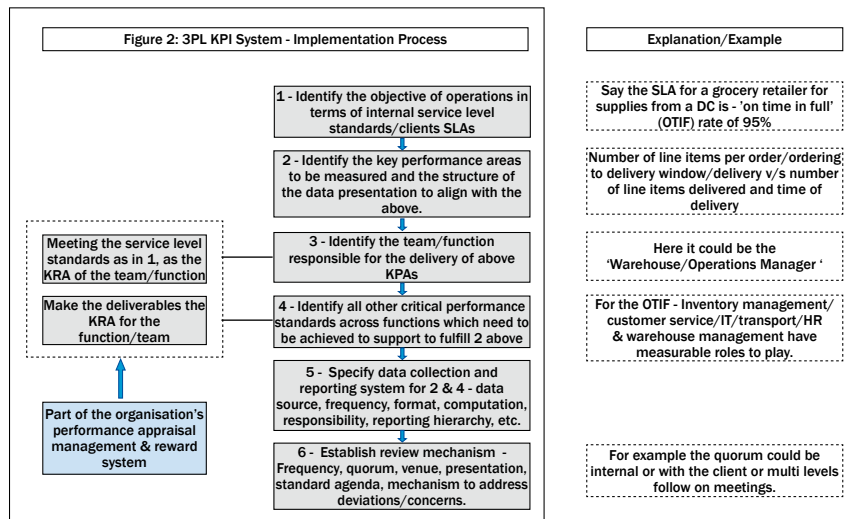 Figure 2: 3PL KPI System - Implementation Process
Explanation/Example
1 - Identify the objective of operations in
terms of internal service level
standards/clients SLAs
Say the SLA for a grocery retailer for
supplies from a DC is - 'on time in full'
(OTIF) rate of 95%
2 - Identify the key performance areas
to be measured and the structure
of the data presentation to align with the
above.
Number of line items per order/ordering
to delivery window/delivery v/s number
of line items delivered and time of
delivery
Meeting the service level
standards as in 1, as the
KRA of the team/function
3 - Identify the team/function
responsible for the delivery of above
KPAs
Here it could be the
'Warehouse/Operations Manager '
Make the deliverables the
KRA for the
function/team
4 - Identify all other critical performance
standards across functions which need to
be achieved to support to fulfill 2 above
For the OTIF - Inventory management/
customer service/IT/transport/HR
& warehouse management have
measurable roles to play.
5 - Specify data collection and
reporting system for 2 & 4 - data
source, frequency, format, computation,
responsibility, reporting hierarchy, etc.
Part of the organisation's
performance appraisal
management & reward
system
6 - Establish review mechanism -
Frequency, quorum, venue, presentation,
standard agenda, mechanism to address
deviations/concerns.
For example the quorum could be
internal or with the client or multi levels
follow on meetings.